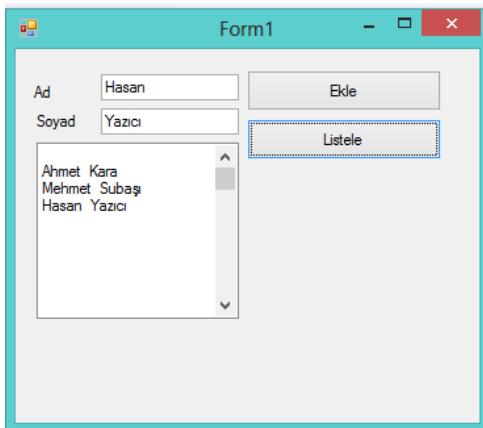 Form1
Ad
Hasan
Ekle
Soyad
Yazıcı
Listele
Ahmet Kara
Mehmet Subaşı
Hasan Yazıcı